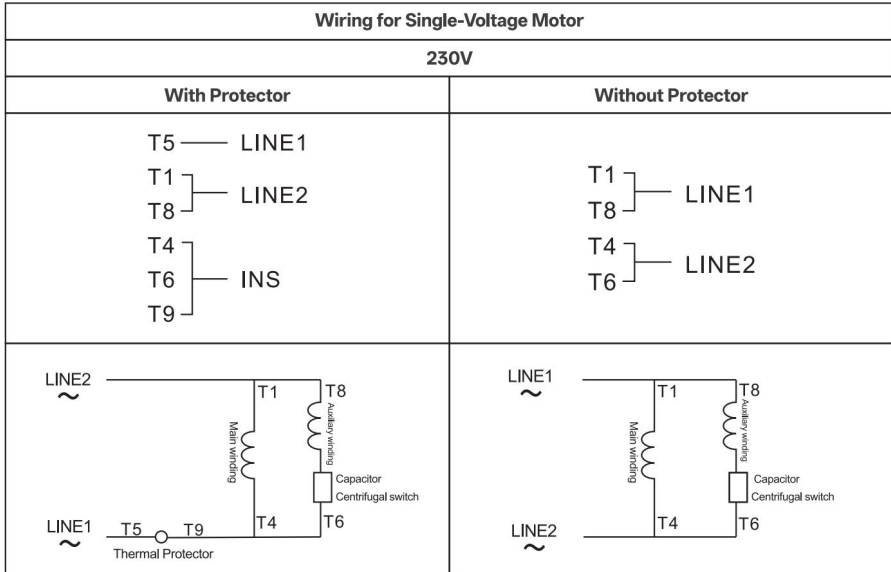 Wiring for Single-Voltage Motor
230V
With Protector
Without Protector
T5 LINE1
T1
T8
LINE2
T4
T6
T9
INS
T1
T8
LINE1
T4
T6
LINE2
LINE2
~
T1
T8
Main winding
Auxiliary winding
Capacitor
Centrifugal switch
LINE1
~
T5
T9
T4
T6
Thermal Protector
LINE1
~
T1
T8
Main winding
Auxiliary winding
Capacitor
Centrifugal switch
LINE2
~
T4
T6